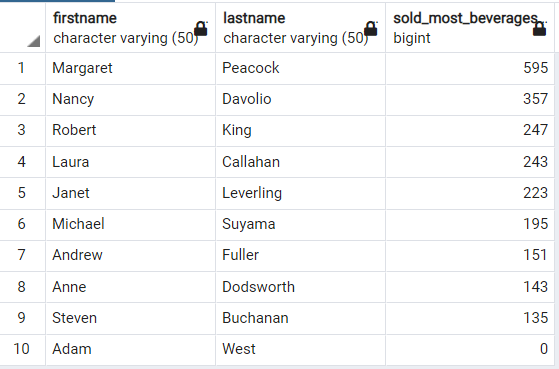 firstname lastname sold_most_beverages
character varying (50) character varying (50) bigint
1 Margaret Peacock 595
2 Nancy Davolio 357
3 Robert King 247
4 Laura Callahan 243
5 Janet Leverling 223
6 Michael Suyama 195
7 Andrew Fuller 151
8 Anne Dodsworth 143
9 Steven Buchanan 135
10 Adam West 0